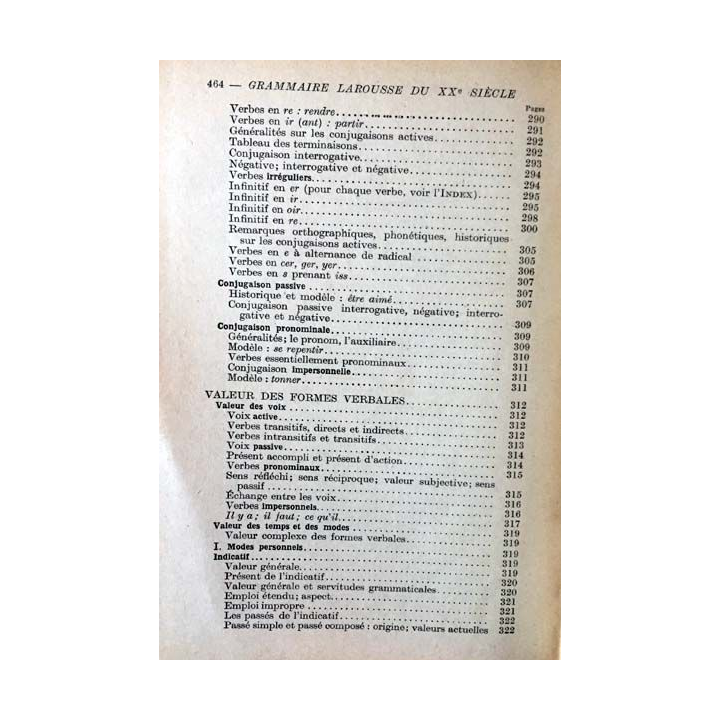 464 — GRAMMAIRE LAROUSSE DU XXe SIÈCLE
Pages
Verbes en re : rendre 290
Verbes en ir (ant) : partir 291
Généralités sur les conjugaisons actives 292
Tableau des terminaisons 292
Conjugaison interrogative 293
Négative; interrogative et négative 294
Verbes irréguliers 294
Infinitif en er (pour chaque verbe, voir l'INDEX) 295
Infinitif en ir 295
Infinitif en oir 298
Infinitif en re 300
Remarques orthographiques, phonétiques, historiques
sur les conjugaisons actives 305
Verbes en e à alternance de radical 305
Verbes en cer, ger, yer 306
Verbes en s prenant iss 307
Conjugaison passive 307
Historique et modèle : être aimé 307
Conjugaison passive interrogative, négative; interro-
gative et négative 309
Conjugaison pronominale 309
Généralités; le pronom, l'auxiliaire 309
Modèle : se repentir 310
Verbes essentiellement pronominaux 311
Conjugaison impersonnelle 311
Modèle : tonner 311
VALEUR DES FORMES VERBALES 312
Valeur des voix 312
Voix active 312
Verbes transitifs, directs et indirects 312
Verbes intransitifs et transitifs 313
Voix passive 314
Présent accompli et présent d'action 314
Verbes pronominaux 315
Sens réfléchi; sens réciproque; valeur subjective; sens
passif 315
Échange entre les voix 316
Verbes impersonnels 316
Il y a; il faut; ce qu'il 317
Valeur des temps et des modes 319
Valeur complexe des formes verbales 319
I. Modes personnels 319
Indicatif 319
Valeur générale 319
Présent de l'indicatif 320
Valeur générale et servitudes grammaticales 320
Emploi étendu; aspect 321
Emploi impropre 321
Les passés de l'indicatif 322
Passé simple et passé composé : origine; valeurs actuelles 322